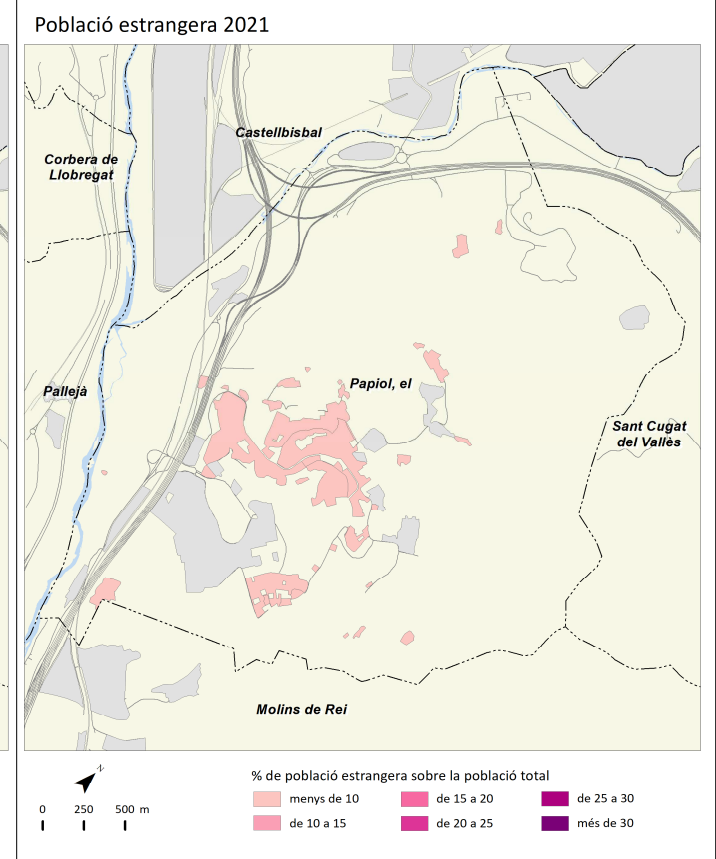 Població estrangera 2021
Castellbisbal
Corbera de
Llobregat
Papiol, el
Pallejà
Sant Cugat
del Vallès
Molins de Rei
N
% de població estrangera sobre la població total
0 250 500 m
menys de 10
de 15 a 20
de 25 a 30
de 10 a 15
de 20 a 25
més de 30